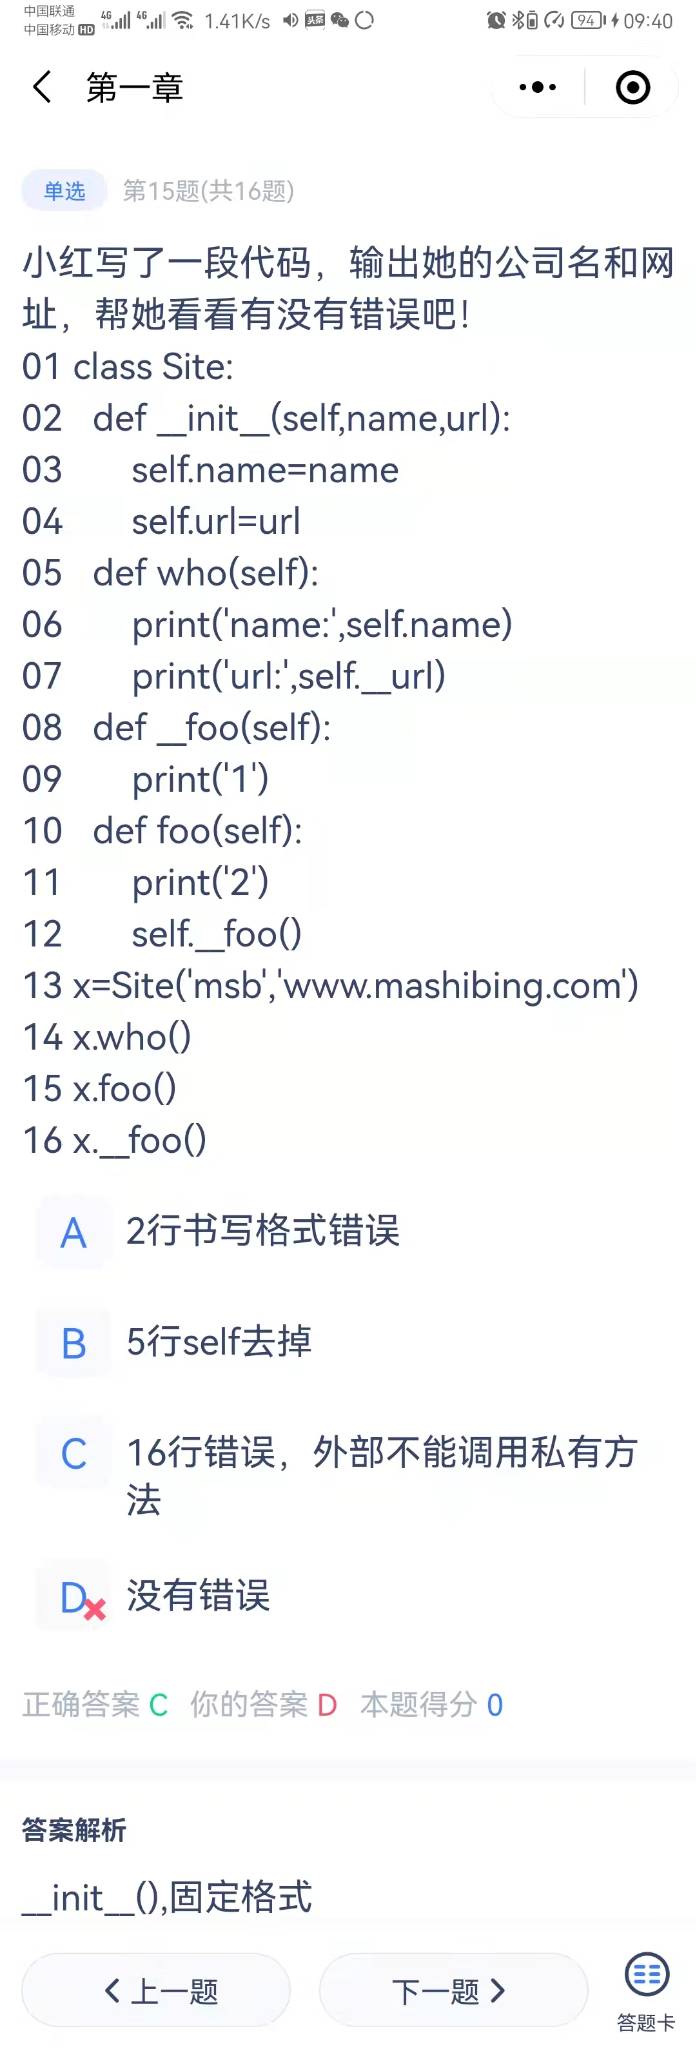 中国联通
中国移动 HD 4G 4G 1.41K/s 头条 94 09:40
第一章
单选 第15题(共16题)
小红写了一段代码，输出她的公司名和网
址，帮她看看有没有错误吧！
01 class Site:
02   def __init__(self,name,url):
03       self.name=name
04       self.url=url
05   def who(self):
06       print('name:',self.name)
07       print('url:',self.__url)
08   def __foo(self):
09       print('1')
10   def foo(self):
11       print('2')
12       self.__foo()
13 x=Site('msb','www.mashibing.com')
14 x.who()
15 x.foo()
16 x.__foo()
A 2行书写格式错误
B 5行self去掉
C 16行错误，外部不能调用私有方
法
D 没有错误
正确答案 C 你的答案 D 本题得分 0
答案解析
__init__(),固定格式
上一题 下一题 答题卡